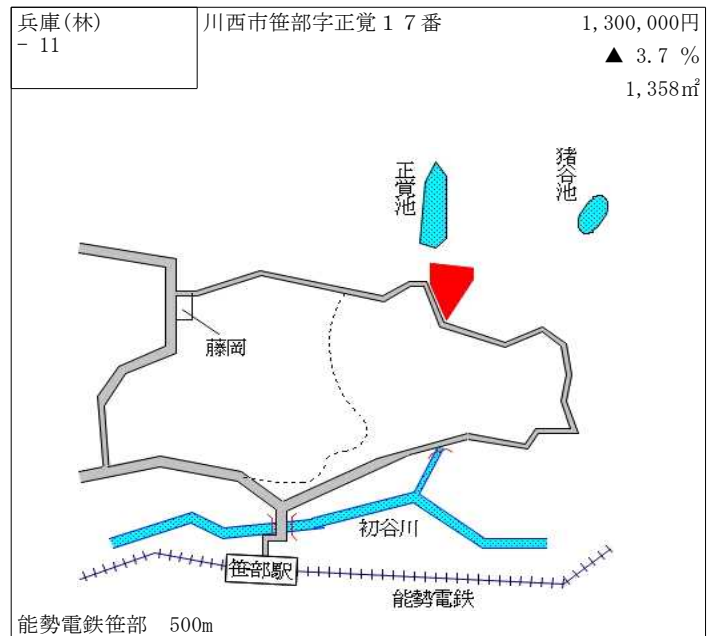 兵庫(林)
- 11
川西市笹部字正覚１７番
1,300,000円
▲ 3.7 %
1,358㎡
正覚池
猪谷池
藤岡
初谷川
笹部駅
能勢電鉄
能勢電鉄笹部　500m